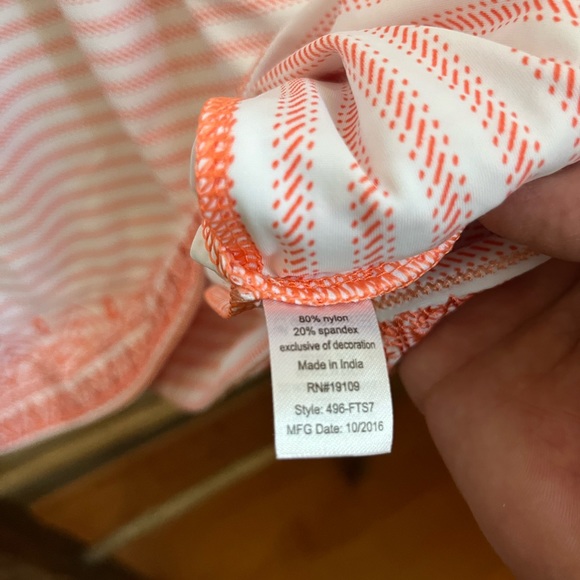 80% nylon
20% spandex
exclusive of decoration
Made in India
RN#19109
Style: 496-FTS7
MFG Date: 10/2016